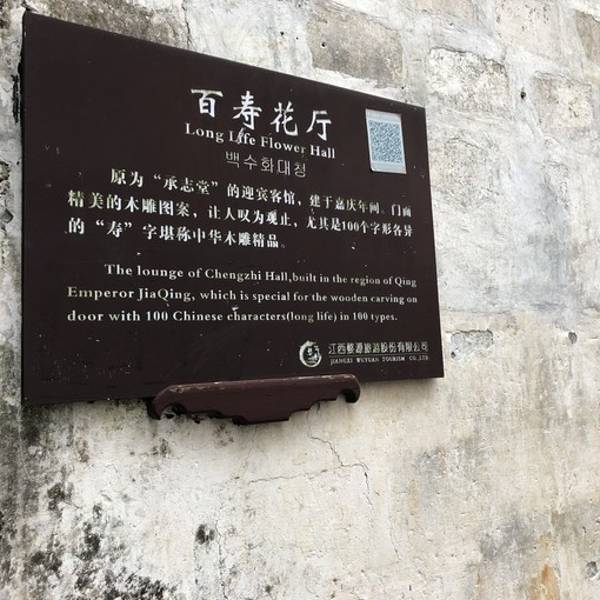 百寿花厅
Long Life Flower Hall
백수화대청
原为“承志堂”的迎宾客馆，建于嘉庆年间。门面
精美的木雕图案，让人叹为观止，尤其是100个字形各异
的“寿”字堪称中华木雕精品。
The lounge of Chengzhi Hall,built in the region of Qing
Emperor JiaQing, which is special for the wooden carving on
door with 100 Chinese characters(long life) in 100 types.
江西婺源旅游股份有限公司
JIANGXI WUYUAN TOURISM CO.,LTD